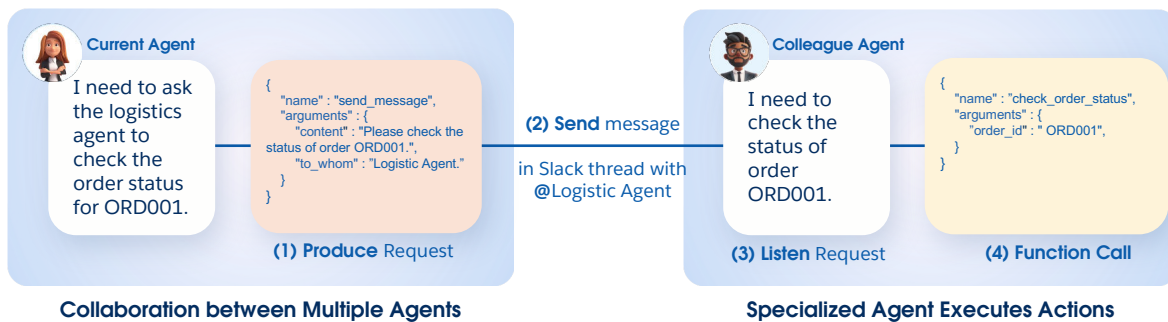 Current Agent
I need to ask
the logistics
agent to
check the
order status
for ORD001.
{
"name" : "send_message",
"arguments" : {
"content" : "Please check the
status of order ORD001.",
"to_whom" : "Logistic Agent."
}
}
(1) Produce Request
(2) Send message
in Slack thread with
@Logistic Agent
Colleague Agent
I need to
check the
status of
order
ORD001.
{
"name" : "check_order_status",
"arguments" : {
"order_id" : " ORD001",
}
}
(3) Listen Request
(4) Function Call
Collaboration between Multiple Agents
Specialized Agent Executes Actions